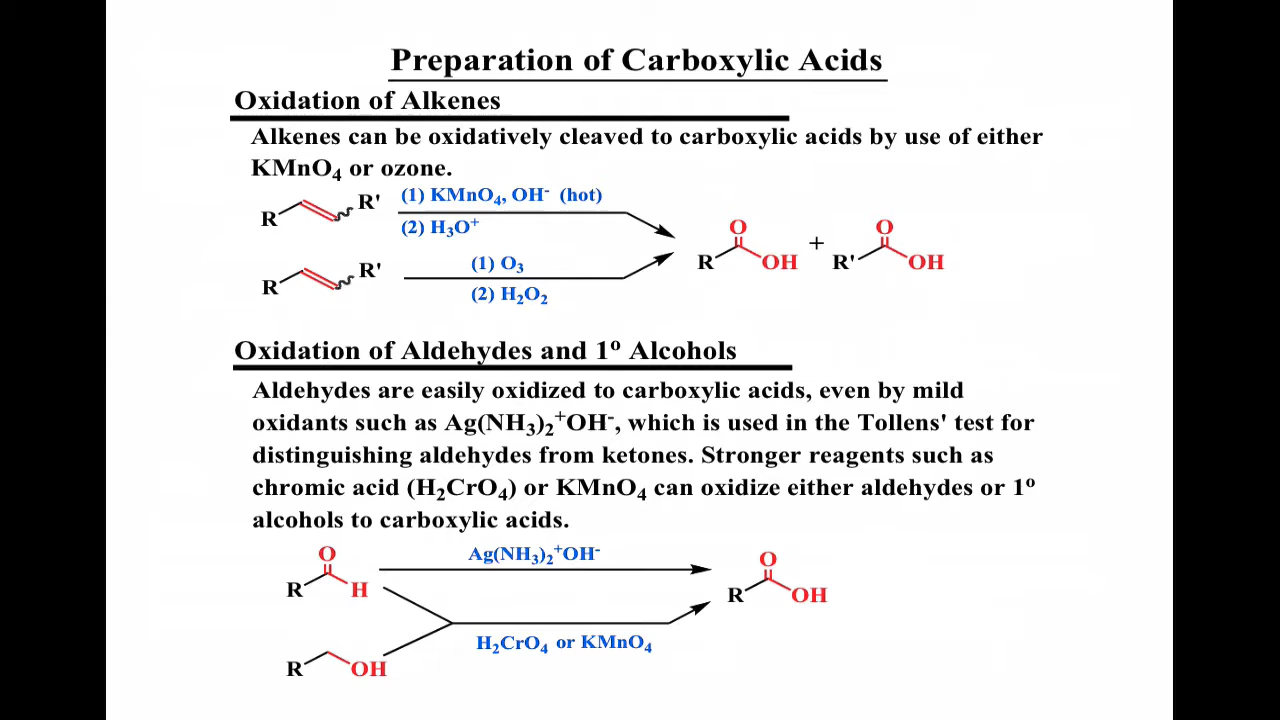 Preparation of Carboxylic Acids
Oxidation of Alkenes
Alkenes can be oxidatively cleaved to carboxylic acids by use of either
KMnO₄ or ozone.
R R' (1) KMnO₄, OH⁻ (hot)
(2) H₃O⁺
O O
R OH + R' OH
R R' (1) O₃
(2) H₂O₂
Oxidation of Aldehydes and 1º Alcohols
Aldehydes are easily oxidized to carboxylic acids, even by mild
oxidants such as Ag(NH₃)₂⁺OH⁻, which is used in the Tollens' test for
distinguishing aldehydes from ketones. Stronger reagents such as
chromic acid (H₂CrO₄) or KMnO₄ can oxidize either aldehydes or 1º
alcohols to carboxylic acids.
O Ag(NH₃)₂⁺OH⁻ O
R H R OH
H₂CrO₄ or KMnO₄
R OH